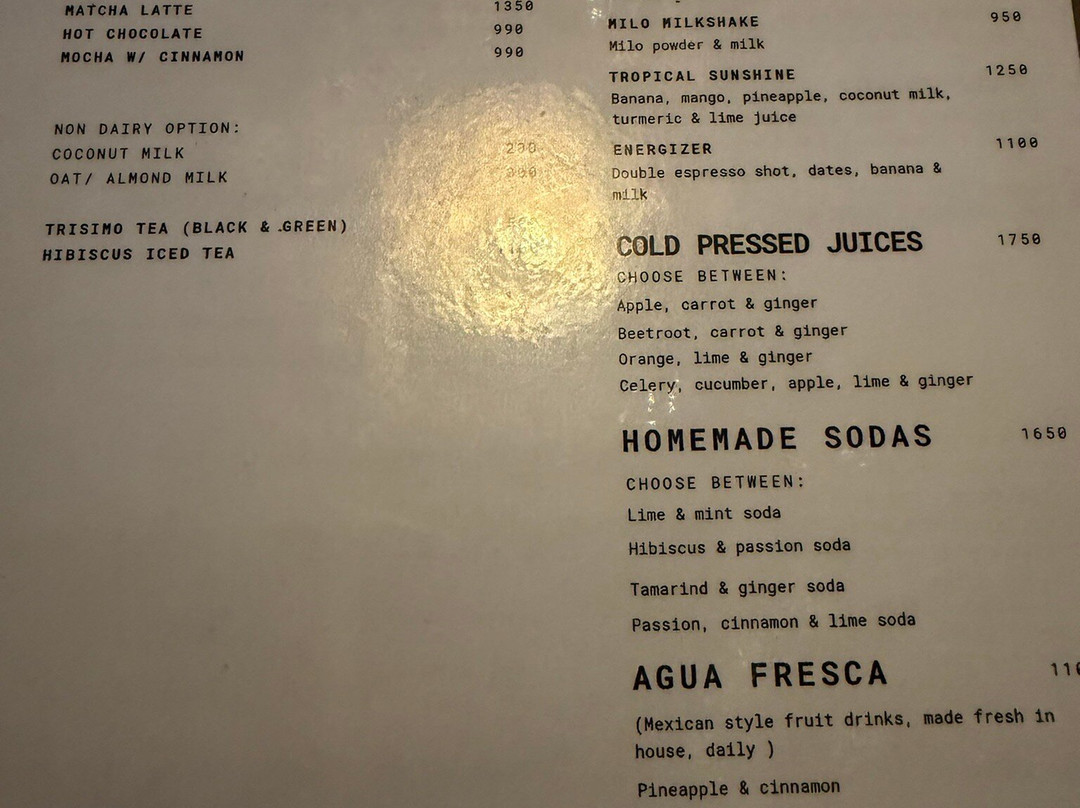 MATCHA LATTE 1350
HOT CHOCOLATE 990
MOCHA W/ CINNAMON 990
NON DAIRY OPTION:
COCONUT MILK
OAT/ ALMOND MILK
TRISIMO TEA (BLACK & GREEN)
HIBISCUS ICED TEA
MILO MILKSHAKE 950
Milo powder & milk
TROPICAL SUNSHINE 1250
Banana, mango, pineapple, coconut milk,
turmeric & lime juice
ENERGIZER 1100
Double espresso shot, dates, banana &
milk
COLD PRESSED JUICES 1750
CHOOSE BETWEEN:
Apple, carrot & ginger
Beetroot, carrot & ginger
Orange, lime & ginger
Celery, cucumber, apple, lime & ginger
HOMEMADE SODAS 1650
CHOOSE BETWEEN:
Lime & mint soda
Hibiscus & passion soda
Tamarind & ginger soda
Passion, cinnamon & lime soda
AGUA FRESCA
(Mexican style fruit drinks, made fresh in
house, daily )
Pineapple & cinnamon